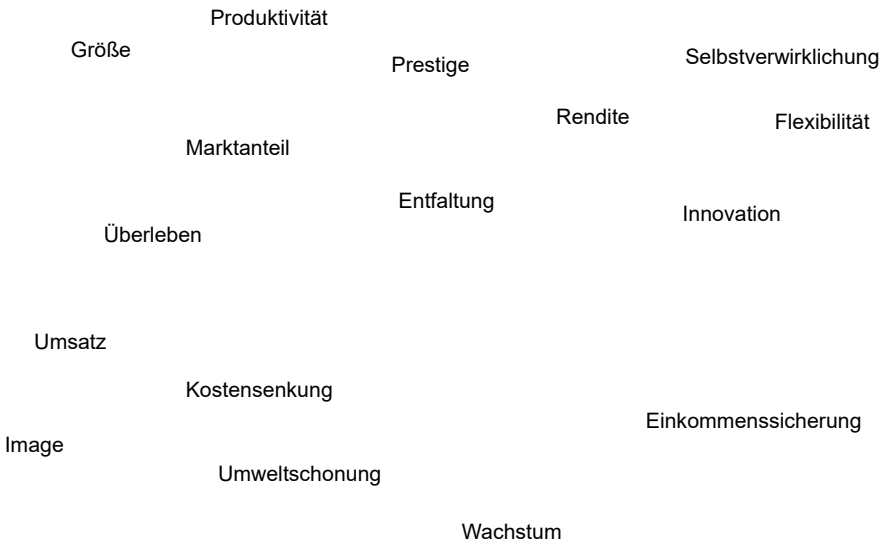 Produktivität
Größe
Prestige
Selbstverwirklichung
Rendite
Flexibilität
Marktanteil
Entfaltung
Innovation
Überleben
Umsatz
Kostensenkung
Einkommenssicherung
Image
Umweltschonung
Wachstum